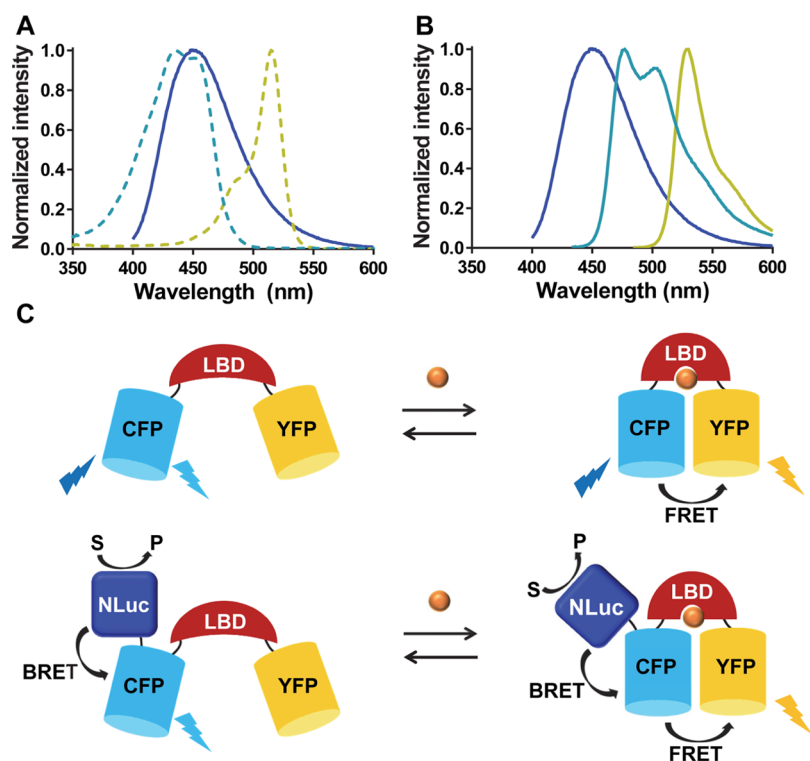 A
Normalized intensity
1.0
0.8
0.6
0.4
0.2
0.0
350 400 450 500 550 600
Wavelength (nm)
B
Normalized intensity
1.0
0.8
0.6
0.4
0.2
0.0
350 400 450 500 550 600
Wavelength (nm)
C
LBD
CFP
YFP
LBD
CFP
YFP
FRET
S P
NLuc
LBD
BRET
CFP
YFP
P
S
NLuc
LBD
BRET
CFP
YFP
FRET